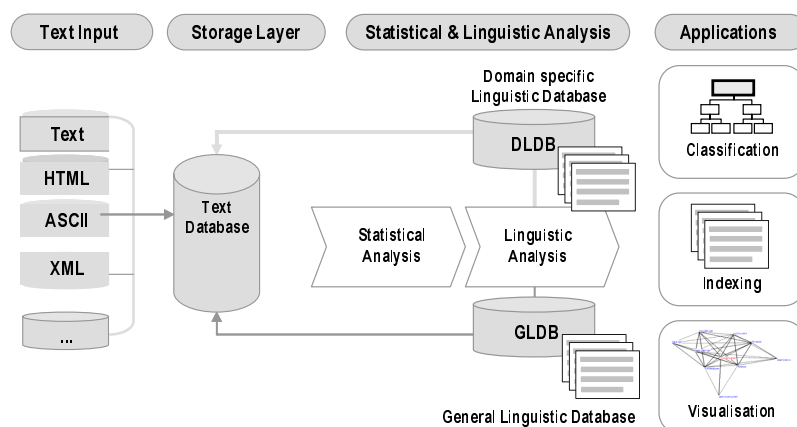 Text Input
Storage Layer
Statistical & Linguistic Analysis
Applications
Text
HTML
ASCII
XML
...
Text
Database
Domain specific
Linguistic Database
DLDB
Statistical
Analysis
Linguistic
Analysis
GLDB
General Linguistic Database
Classification
Indexing
Visualisation